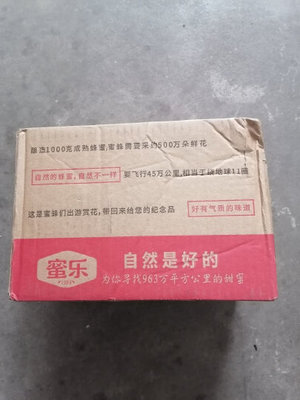 酿造1000克成熟蜂蜜,蜜蜂需要采约500万朵鲜花
自然的蜂蜜,自然不一样 要飞行45万公里,相当于绕地球11圈
这是蜜蜂们出游赏花,带回来给您的纪念品 好有气质的味道
蜜乐
自然是好的
为你寻找963万平方公里的甜蜜